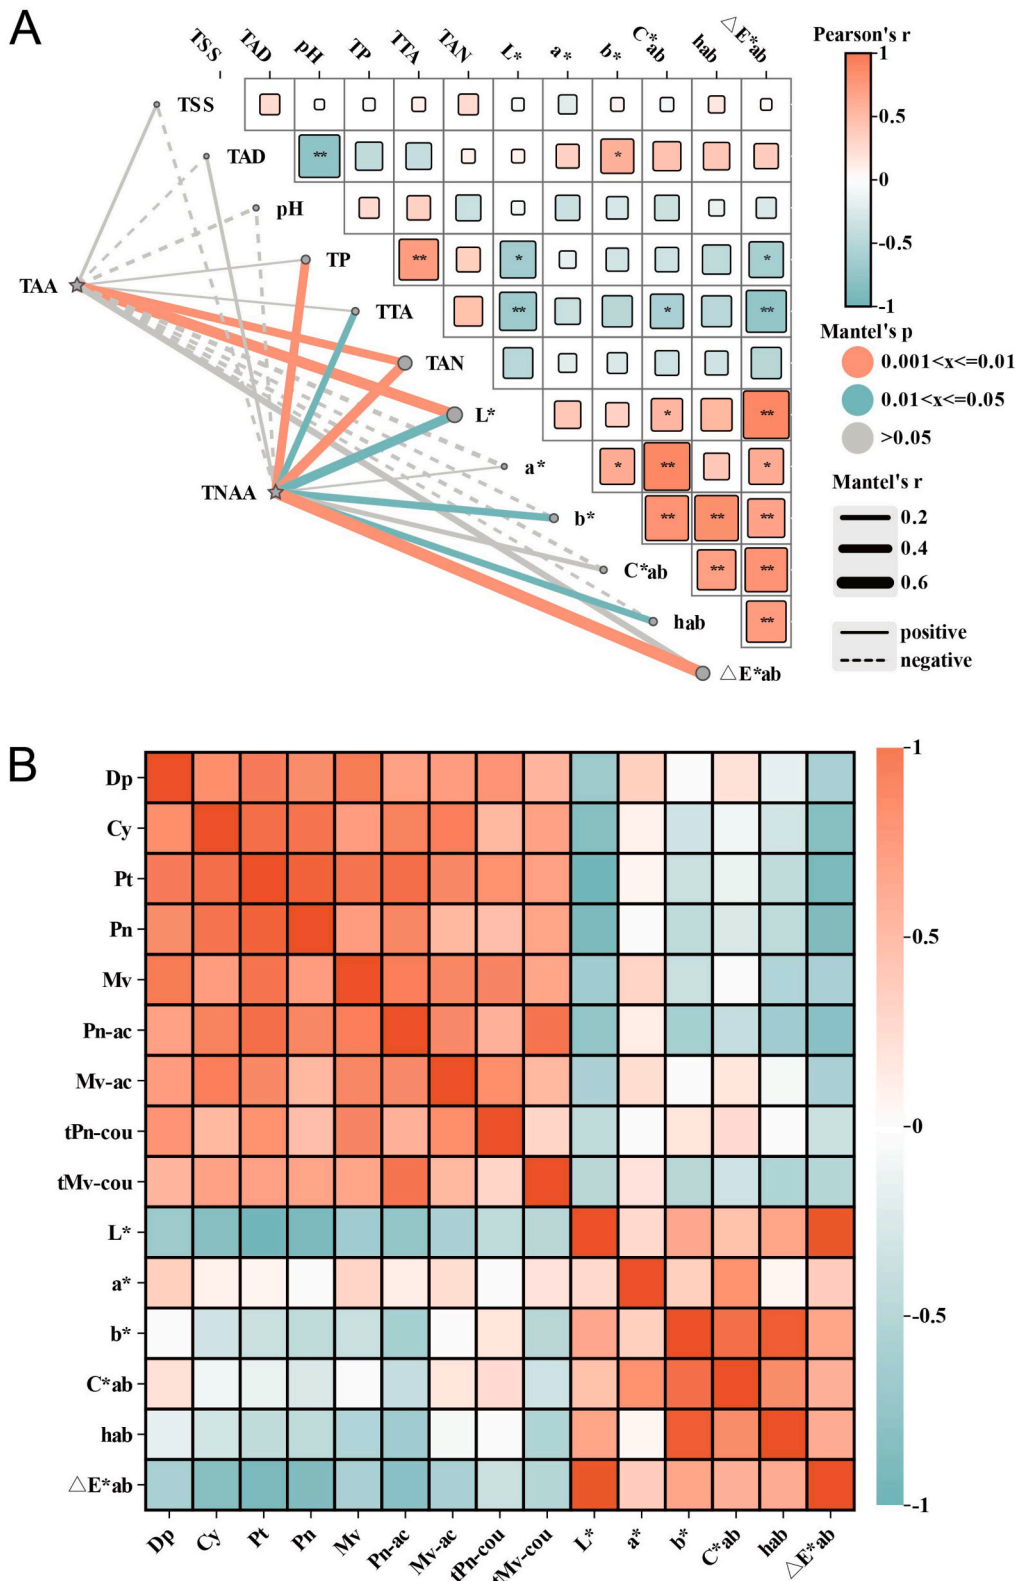 A
TSS
TAD
pH
TP
TTA
TAN
L*
a*
b*
C*ab
hab
△E*ab
Pearson's r
1
0.5
0
-0.5
-1
TSS
TAD
** *
pH
TP
** * *
TAA
TTA
** * **
TAN
L*
* **
a*
* ** *
TNAA
b*
** ** **
C*ab
** **
hab
**
△E*ab
Mantel's p
0.001<x<=0.01
0.01<x<=0.05
>0.05
Mantel's r
0.2
0.4
0.6
positive
negative
B
Dp
Cy
Pt
Pn
Mv
Pn-ac
Mv-ac
tPn-cou
tMv-cou
L*
a*
b*
C*ab
hab
△E*ab
Dp
Cy
Pt
Pn
Mv
Pn-ac
Mv-ac
tPn-cou
tMv-cou
L*
a*
b*
C*ab
hab
△E*ab
1
0.5
0
-0.5
-1